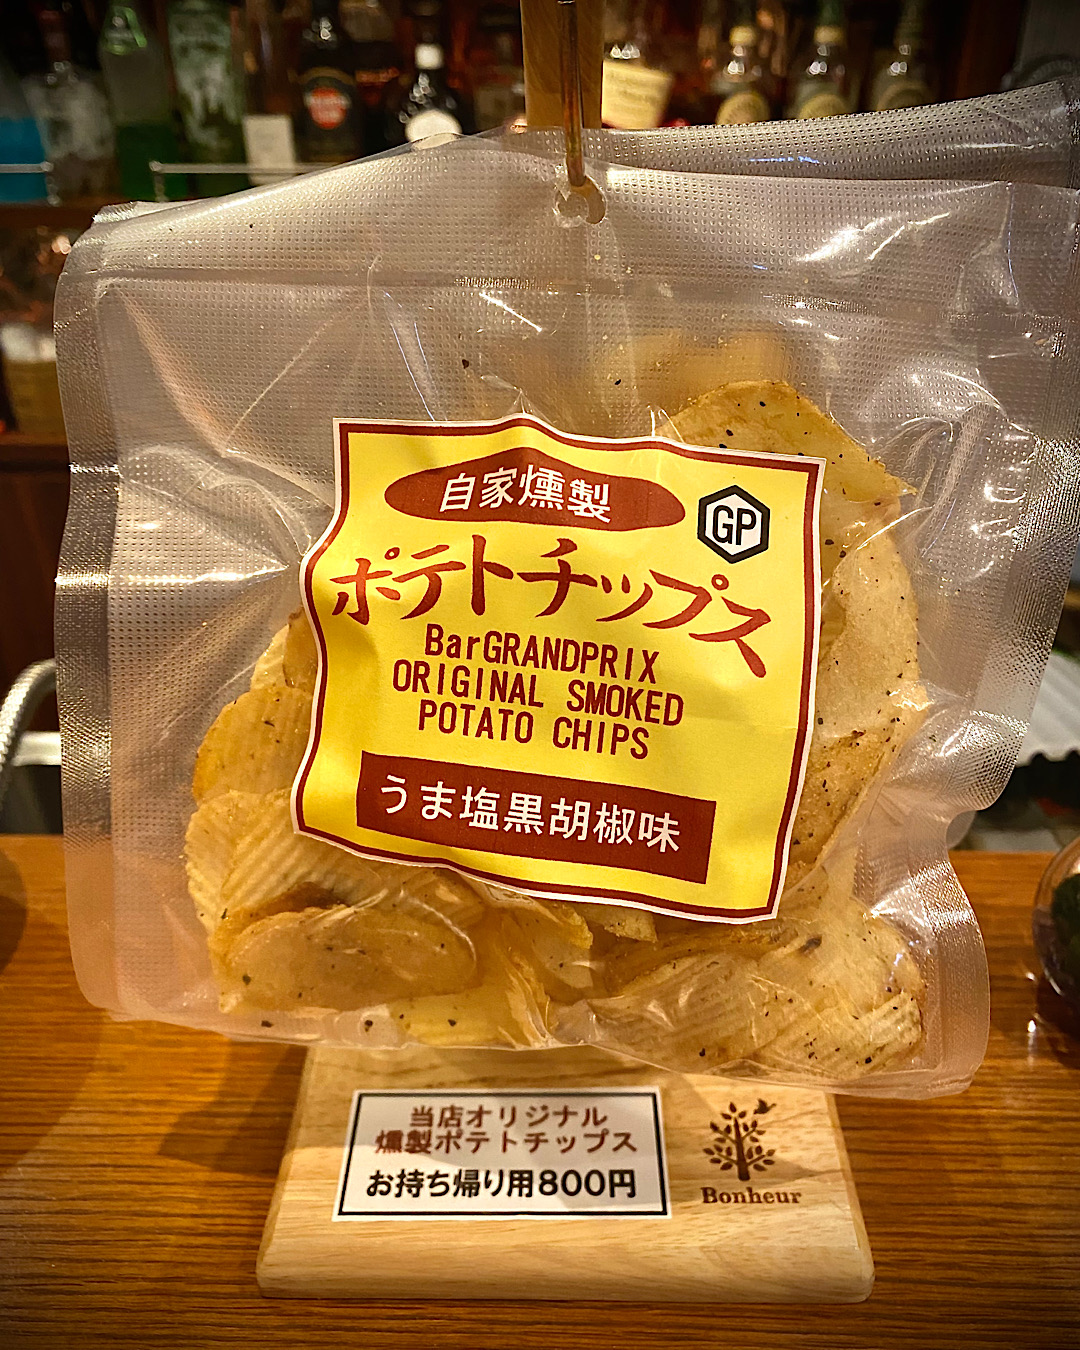 自家燻製
GP
ポテトチップス
BarGRANDPRIX
ORIGINAL SMOKED
POTATO CHIPS
うま塩黒胡椒味
当店オリジナル
燻製ポテトチップス
お持ち帰り用800円
Bonheur